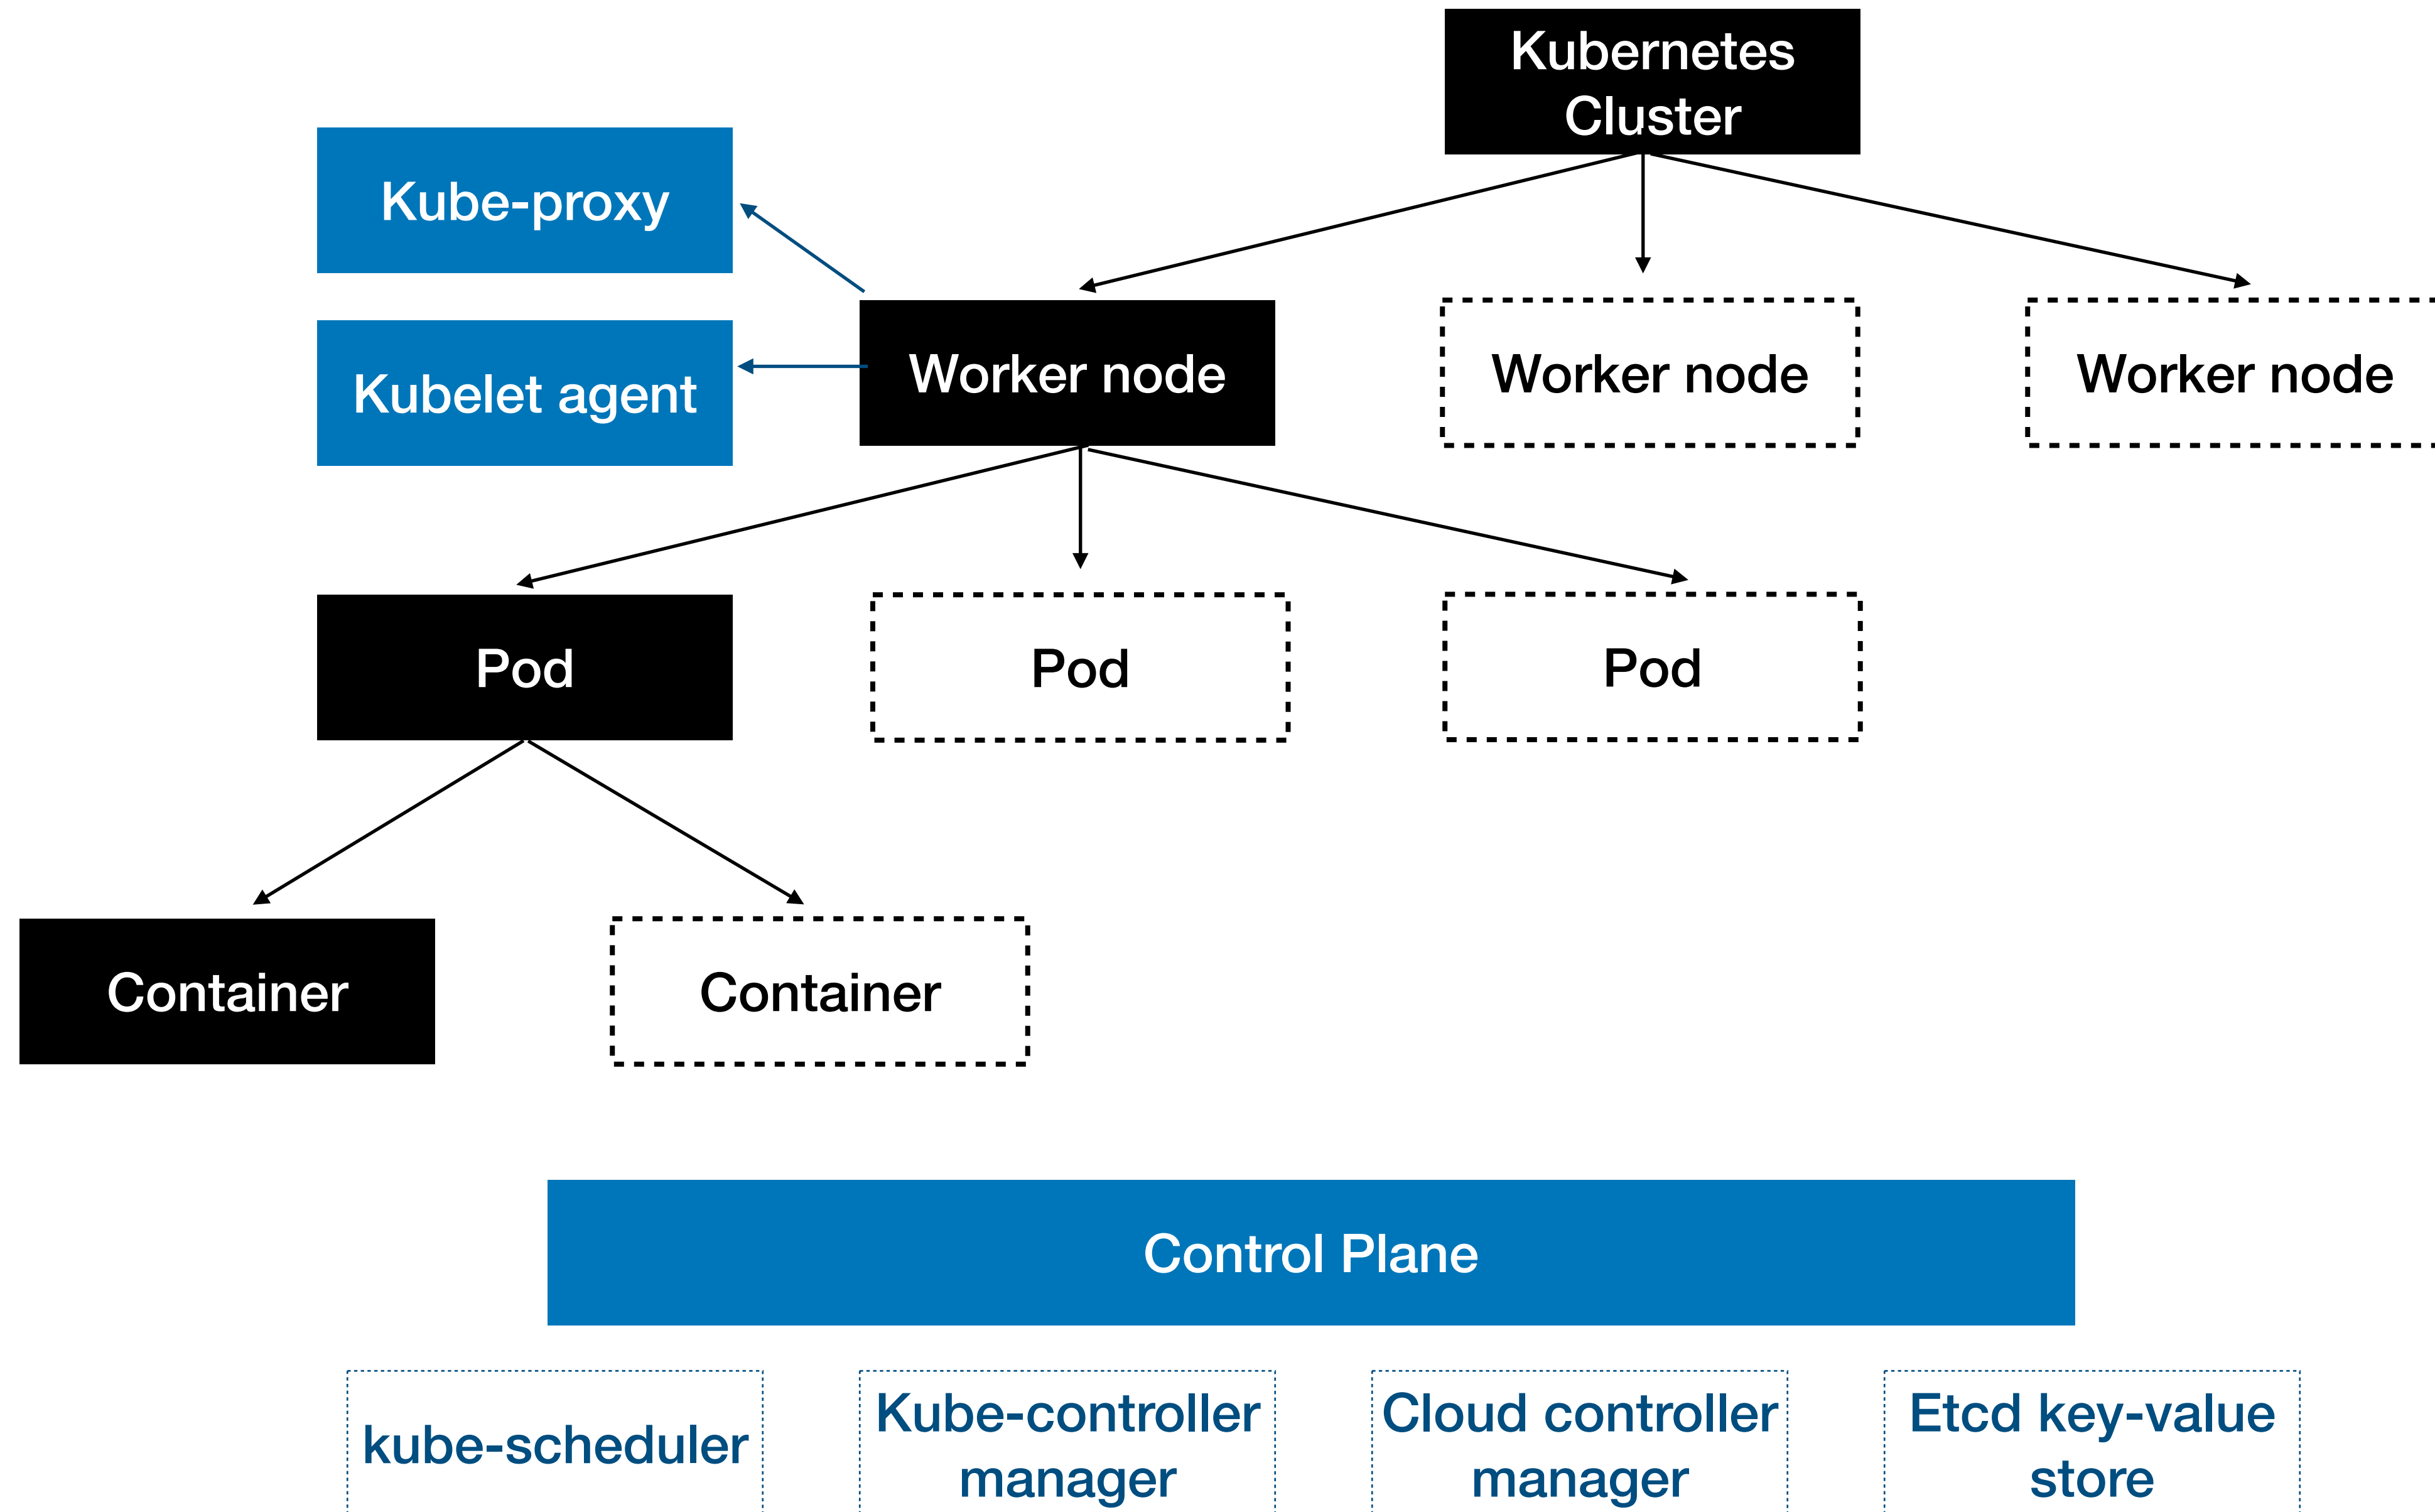 Kubernetes
Cluster
Kube-proxy
Kubelet agent
Worker node
Worker node
Worker node
Pod
Pod
Pod
Container
Container
Control Plane
kube-scheduler
Kube-controller
manager
Cloud controller
manager
Etcd key-value
store